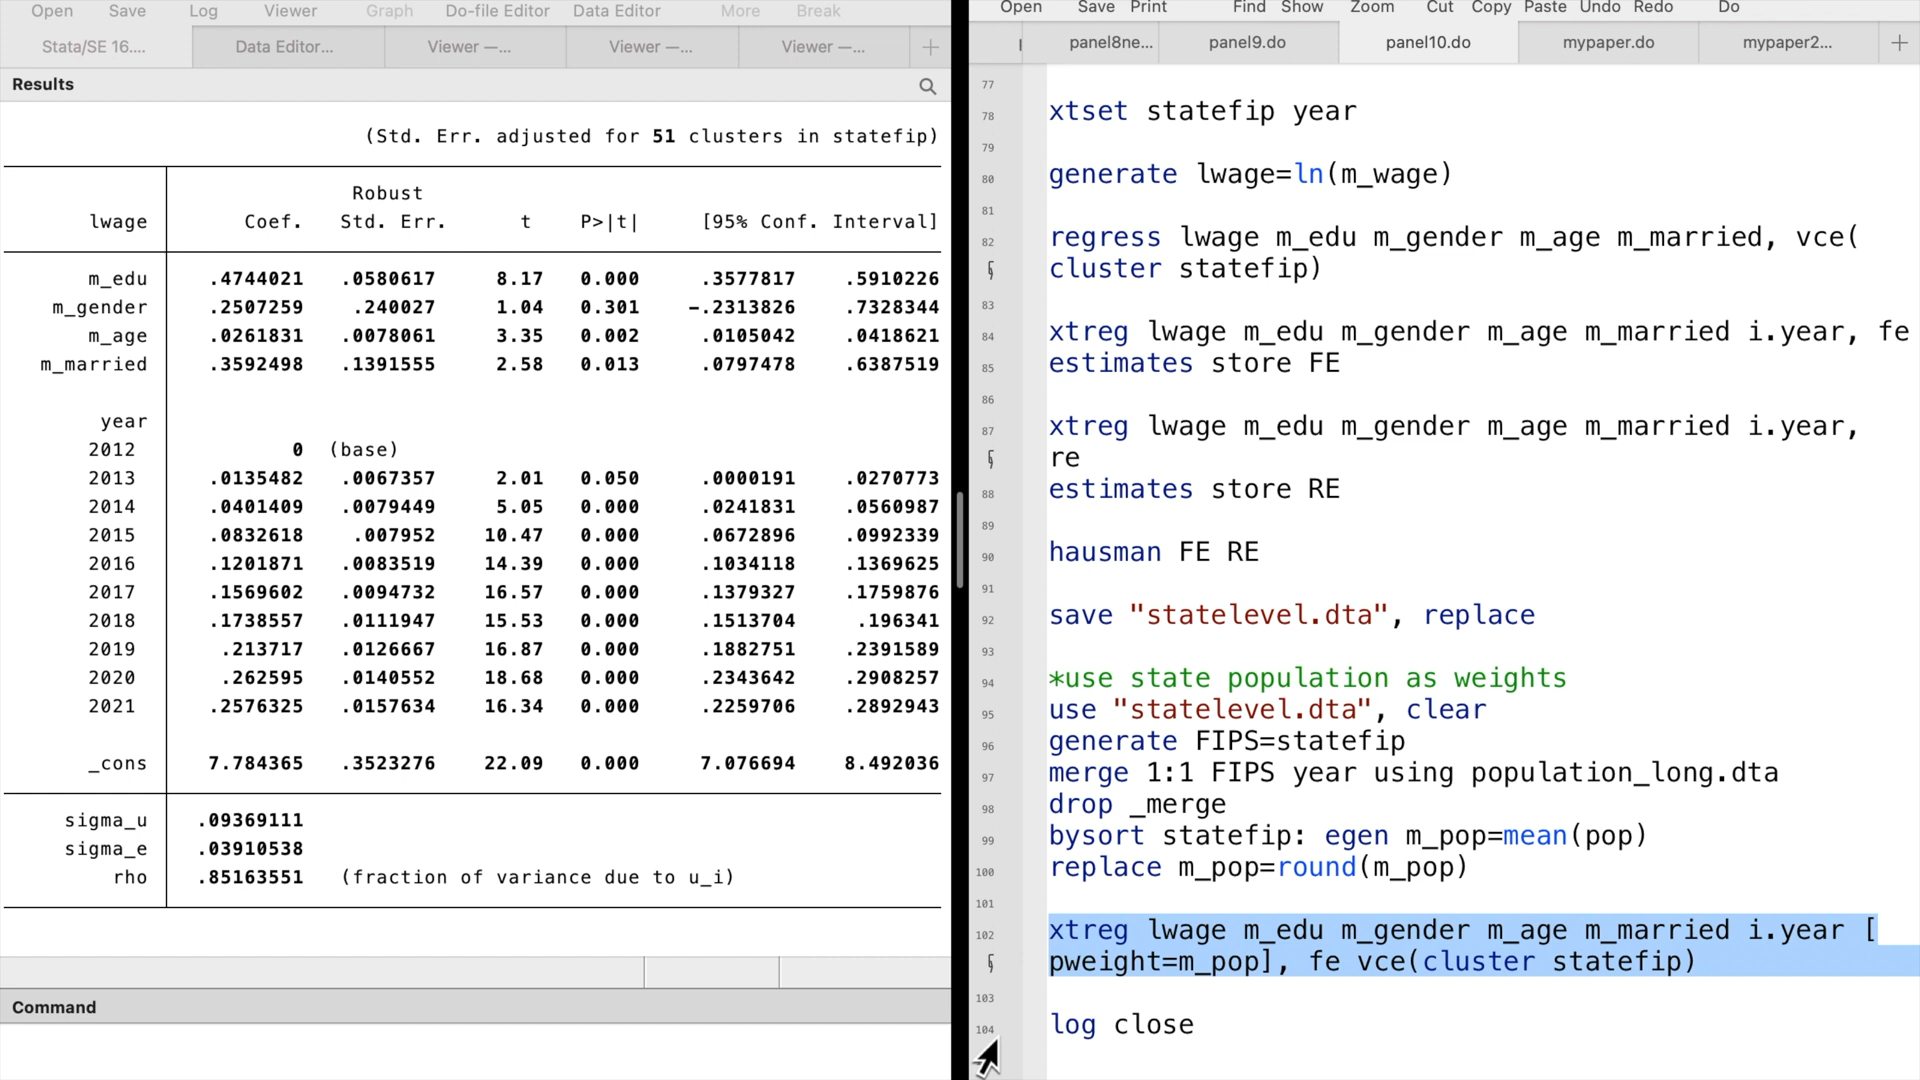 Open Save Log Viewer Graph Do-file Editor Data Editor More Break
Stata/SE 16.... Data Editor... Viewer —... Viewer —... Viewer —...
Results
(Std. Err. adjusted for 51 clusters in statefip)
Robust
lwage Coef. Std. Err. t P>|t| [95% Conf. Interval]
m_edu .4744021 .0580617 8.17 0.000 .3577817 .5910226
m_gender .2507259 .240027 1.04 0.301 -.2313826 .7328344
m_age .0261831 .0078061 3.35 0.002 .0105042 .0418621
m_married .3592498 .1391555 2.58 0.013 .0797478 .6387519
year
2012 0 (base)
2013 .0135482 .0067357 2.01 0.050 .0000191 .0270773
2014 .0401409 .0079449 5.05 0.000 .0241831 .0560987
2015 .0832618 .007952 10.47 0.000 .0672896 .0992339
2016 .1201871 .0083519 14.39 0.000 .1034118 .1369625
2017 .1569602 .0094732 16.57 0.000 .1379327 .1759876
2018 .1738557 .0111947 15.53 0.000 .1513704 .196341
2019 .213717 .0126667 16.87 0.000 .1882751 .2391589
2020 .262595 .0140552 18.68 0.000 .2343642 .2908257
2021 .2576325 .0157634 16.34 0.000 .2259706 .2892943
_cons 7.784365 .3523276 22.09 0.000 7.076694 8.492036
sigma_u .09369111
sigma_e .03910538
rho .85163551 (fraction of variance due to u_i)
Command
Open Save Print Find Show Zoom Cut Copy Paste Undo Redo Do
panel8ne... panel9.do panel10.do mypaper.do mypaper2...
77
78 xtset statefip year
79
80 generate lwage=ln(m_wage)
81
82 regress lwage m_edu m_gender m_age m_married, vce(
cluster statefip)
83
84 xtreg lwage m_edu m_gender m_age m_married i.year, fe
85 estimates store FE
86
87 xtreg lwage m_edu m_gender m_age m_married i.year,
re
88 estimates store RE
89
90 hausman FE RE
91
92 save "statelevel.dta", replace
93
94 *use state population as weights
95 use "statelevel.dta", clear
96 generate FIPS=statefip
97 merge 1:1 FIPS year using population_long.dta
98 drop _merge
99 bysort statefip: egen m_pop=mean(pop)
100 replace m_pop=round(m_pop)
101
102 xtreg lwage m_edu m_gender m_age m_married i.year [
pweight=m_pop], fe vce(cluster statefip)
103
104 log close